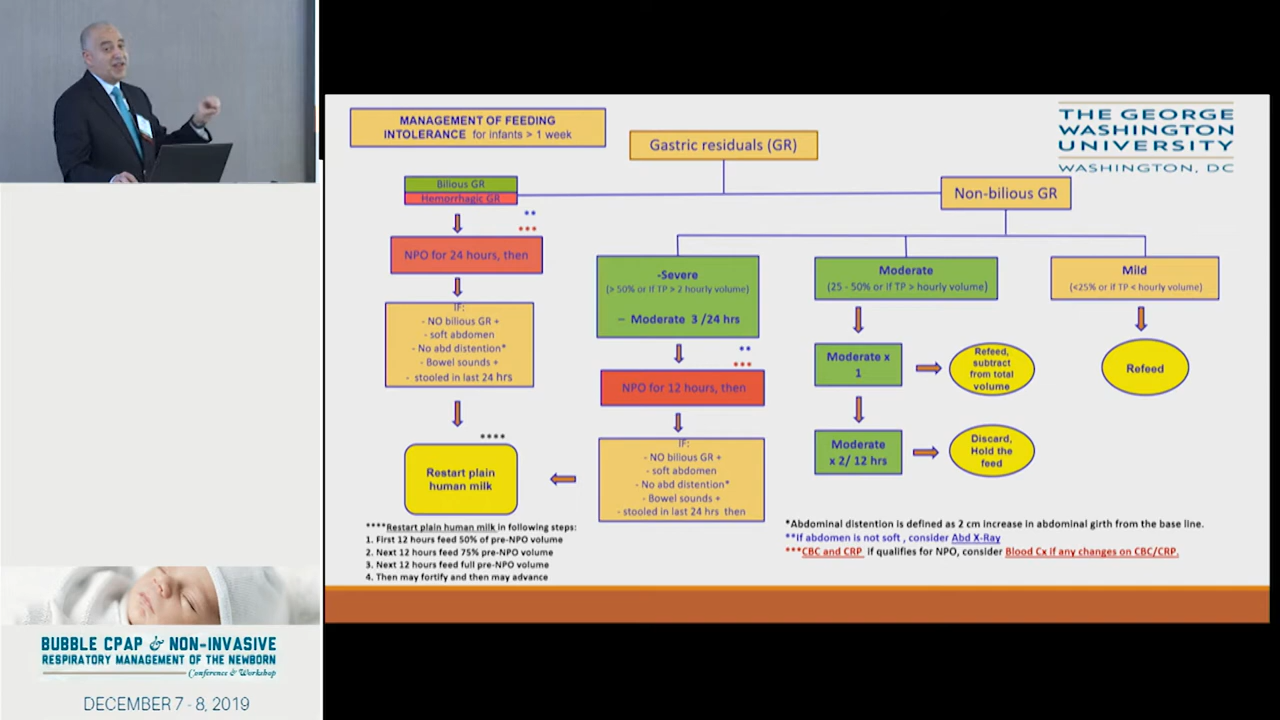 MANAGEMENT OF FEEDING
INTOLERANCE for infants > 1 week
THE GEORGE
WASHINGTON
UNIVERSITY
WASHINGTON, DC
Gastric residuals (GR)
Bilious GR
Hemorrhagic GR
Non-bilious GR
**
***
NPO for 24 hours, then
IF:
- NO bilious GR +
- soft abdomen
- No abd distention*
- Bowel sounds +
- stooled in last 24 hrs
****
Restart plain
human milk
-Severe
(> 50% or if TP > 2 hourly volume)
– Moderate 3 /24 hrs
**
***
NPO for 12 hours, then
IF:
- NO bilious GR +
- soft abdomen
- No abd distention*
- Bowel sounds +
- stooled in last 24 hrs then
Moderate
(25 - 50% or if TP > hourly volume)
Moderate x
1
Refeed,
subtract
from total
volume
Moderate
x 2/ 12 hrs
Discard,
Hold the
feed
Mild
(<25% or if TP < hourly volume)
Refeed
****Restart plain human milk in following steps:
1. First 12 hours feed 50% of pre-NPO volume
2. Next 12 hours feed 75% pre-NPO volume
3. Next 12 hours feed full pre-NPO volume
4. Then may fortify and then may advance
*Abdominal distention is defined as 2 cm increase in abdominal girth from the base line.
**If abdomen is not soft , consider Abd X-Ray
***CBC and CRP if qualifies for NPO, consider Blood Cx if any changes on CBC/CRP.
BUBBLE CPAP & NON-INVASIVE
RESPIRATORY MANAGEMENT OF THE NEWBORN
Conference & Workshop
DECEMBER 7 - 8, 2019